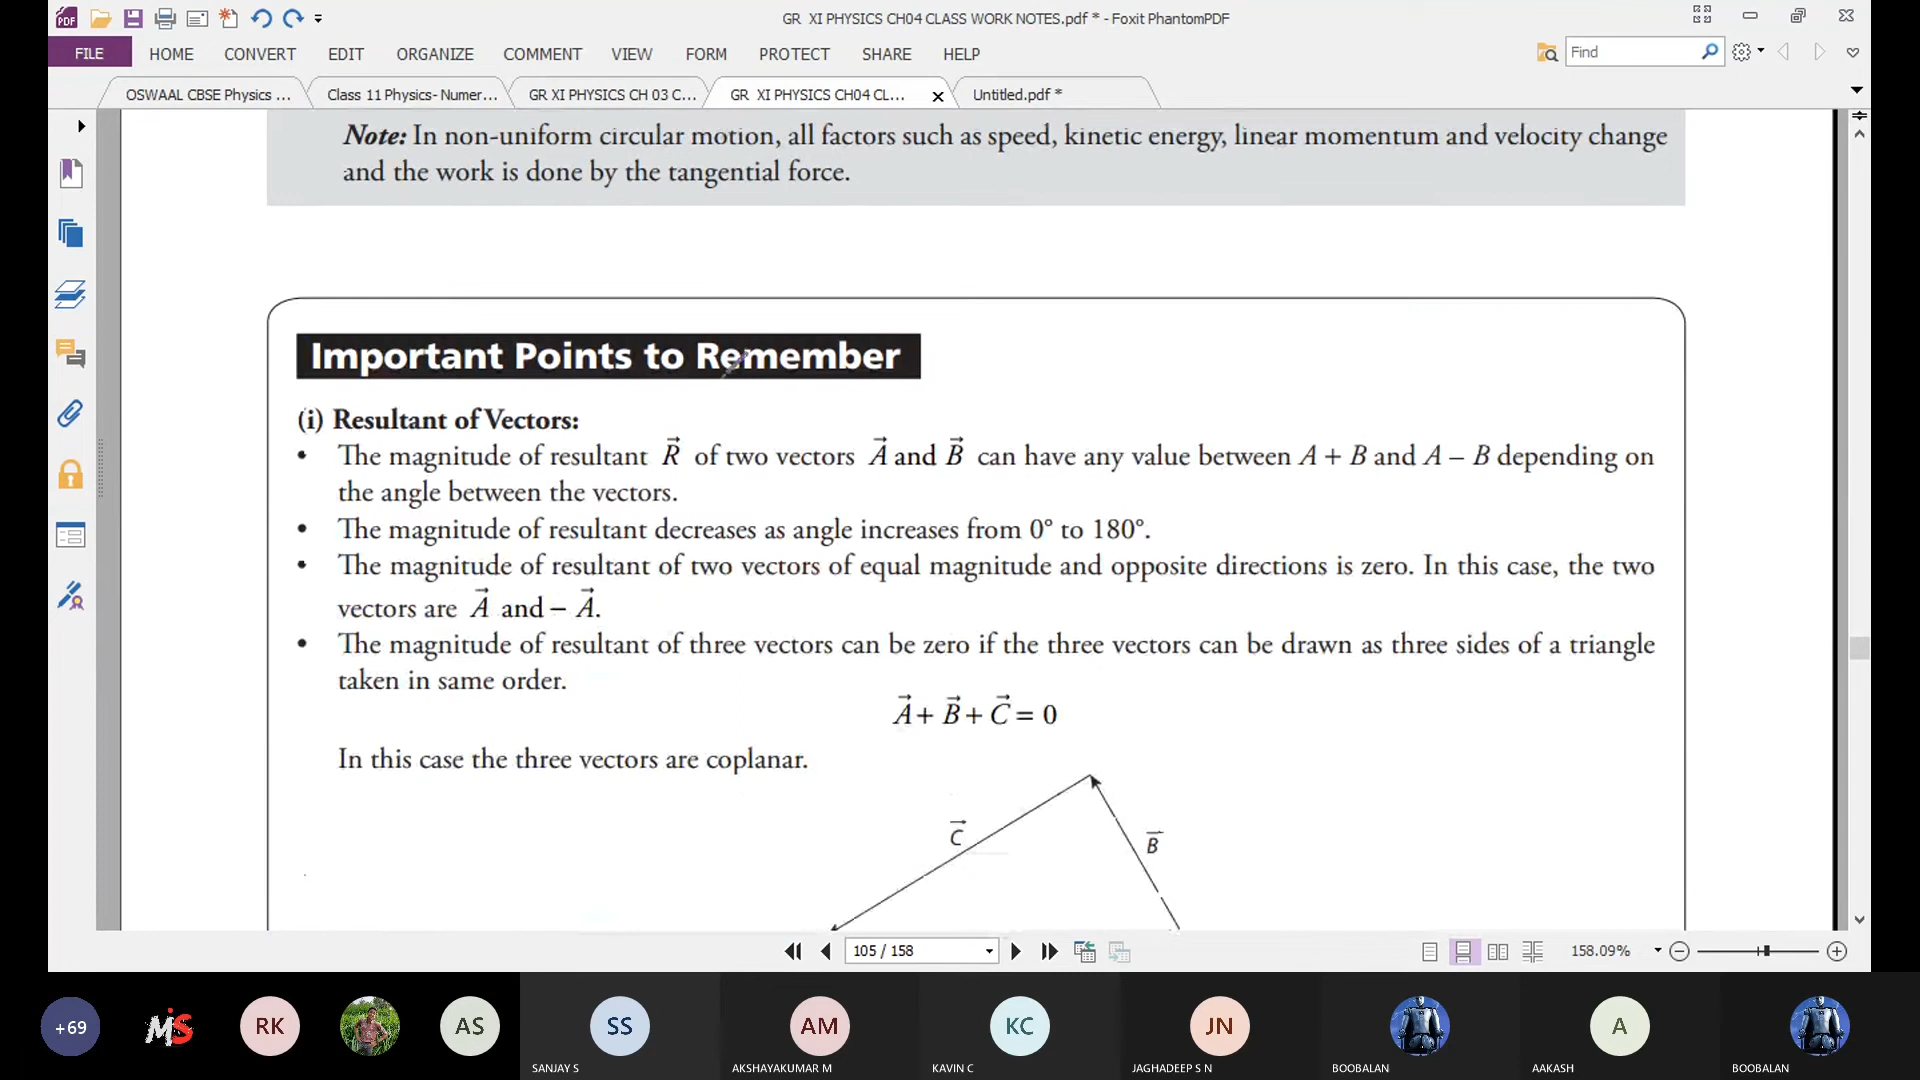 GR XI PHYSICS CH04 CLASS WORK NOTES.pdf * - Foxit PhantomPDF
FILE HOME CONVERT EDIT ORGANIZE COMMENT VIEW FORM PROTECT SHARE HELP Find
OSWAAL CBSE Physics ... Class 11 Physics- Numer... GR XI PHYSICS CH 03 C... GR XI PHYSICS CH04 CL... Untitled.pdf *
Note: In non-uniform circular motion, all factors such as speed, kinetic energy, linear momentum and velocity change
and the work is done by the tangential force.
Important Points to Remember
(i) Resultant of Vectors:
• The magnitude of resultant R⃗ of two vectors A⃗ and B⃗ can have any value between A + B and A – B depending on
the angle between the vectors.
• The magnitude of resultant decreases as angle increases from 0° to 180°.
• The magnitude of resultant of two vectors of equal magnitude and opposite directions is zero. In this case, the two
vectors are A⃗ and – A⃗.
• The magnitude of resultant of three vectors can be zero if the three vectors can be drawn as three sides of a triangle
taken in same order.
A⃗ + B⃗ + C⃗ = 0
In this case the three vectors are coplanar.
C⃗
B⃗
105 / 158 158.09%
+69 MS RK AS SS AM KC JN A
SANJAY S AKSHAYAKUMAR M KAVIN C JAGHADEEP S N BOOBALAN AAKASH BOOBALAN